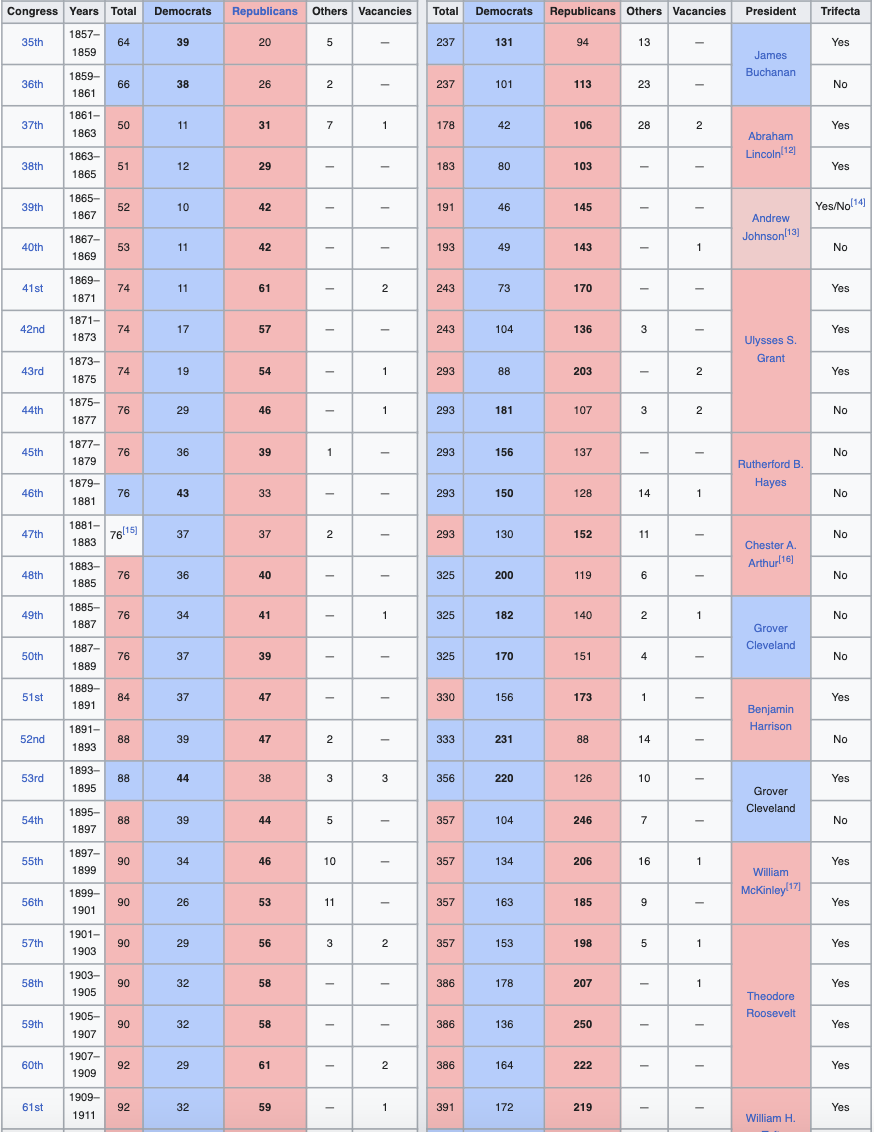 Congress Years Total Democrats Republicans Others Vacancies Total Democrats Republicans Others Vacancies President Trifecta
35th 1857–1859 64 39 20 5 — 237 131 94 13 — James Buchanan Yes
36th 1859–1861 66 38 26 2 — 237 101 113 23 — No
37th 1861–1863 50 11 31 7 1 178 42 106 28 2 Abraham Lincoln[12] Yes
38th 1863–1865 51 12 29 — — 183 80 103 — — Yes
39th 1865–1867 52 10 42 — — 191 46 145 — — Andrew Johnson[13] Yes/No[14]
40th 1867–1869 53 11 42 — — 193 49 143 — 1 No
41st 1869–1871 74 11 61 — 2 243 73 170 — — Ulysses S. Grant Yes
42nd 1871–1873 74 17 57 — — 243 104 136 3 — Yes
43rd 1873–1875 74 19 54 — 1 293 88 203 — 2 Yes
44th 1875–1877 76 29 46 — 1 293 181 107 3 2 No
45th 1877–1879 76 36 39 1 — 293 156 137 — — Rutherford B. Hayes No
46th 1879–1881 76 43 33 — — 293 150 128 14 1 No
47th 1881–1883 76[15] 37 37 2 — 293 130 152 11 — Chester A. Arthur[16] No
48th 1883–1885 76 36 40 — — 325 200 119 6 — No
49th 1885–1887 76 34 41 — 1 325 182 140 2 1 Grover Cleveland No
50th 1887–1889 76 37 39 — — 325 170 151 4 — No
51st 1889–1891 84 37 47 — — 330 156 173 1 — Benjamin Harrison Yes
52nd 1891–1893 88 39 47 2 — 333 231 88 14 — No
53rd 1893–1895 88 44 38 3 3 356 220 126 10 — Grover Cleveland Yes
54th 1895–1897 88 39 44 5 — 357 104 246 7 — No
55th 1897–1899 90 34 46 10 — 357 134 206 16 1 William McKinley[17] Yes
56th 1899–1901 90 26 53 11 — 357 163 185 9 — Yes
57th 1901–1903 90 29 56 3 2 357 153 198 5 1 Theodore Roosevelt Yes
58th 1903–1905 90 32 58 — — 386 178 207 — 1 Yes
59th 1905–1907 90 32 58 — — 386 136 250 — — Yes
60th 1907–1909 92 29 61 — 2 386 164 222 — — Yes
61st 1909–1911 92 32 59 — 1 391 172 219 — — William H. Yes